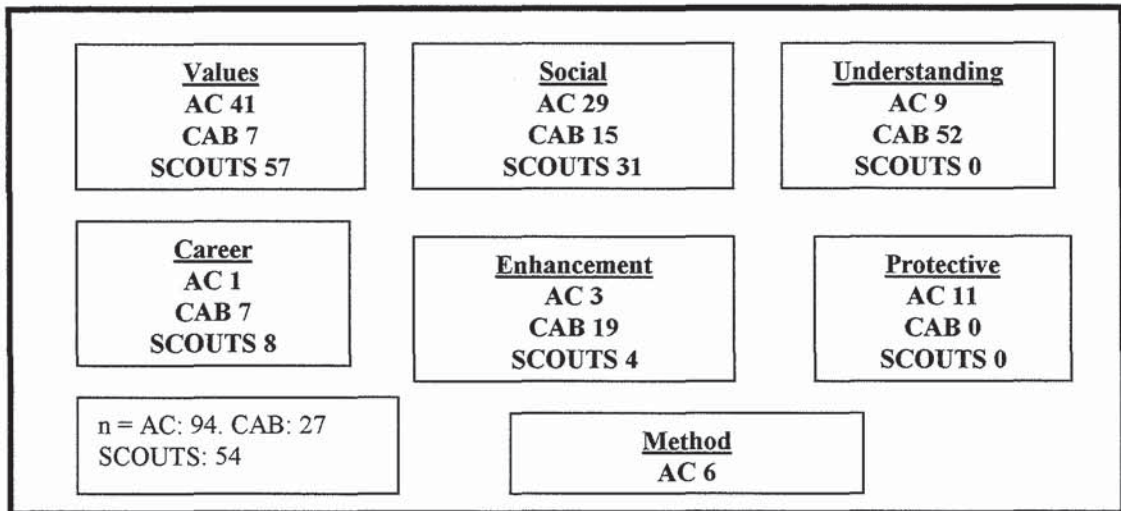 Values
AC 41
CAB 7
SCOUTS 57
Social
AC 29
CAB 15
SCOUTS 31
Understanding
AC 9
CAB 52
SCOUTS 0
Career
AC 1
CAB 7
SCOUTS 8
Enhancement
AC 3
CAB 19
SCOUTS 4
Protective
AC 11
CAB 0
SCOUTS 0
n = AC: 94. CAB: 27
SCOUTS: 54
Method
AC 6